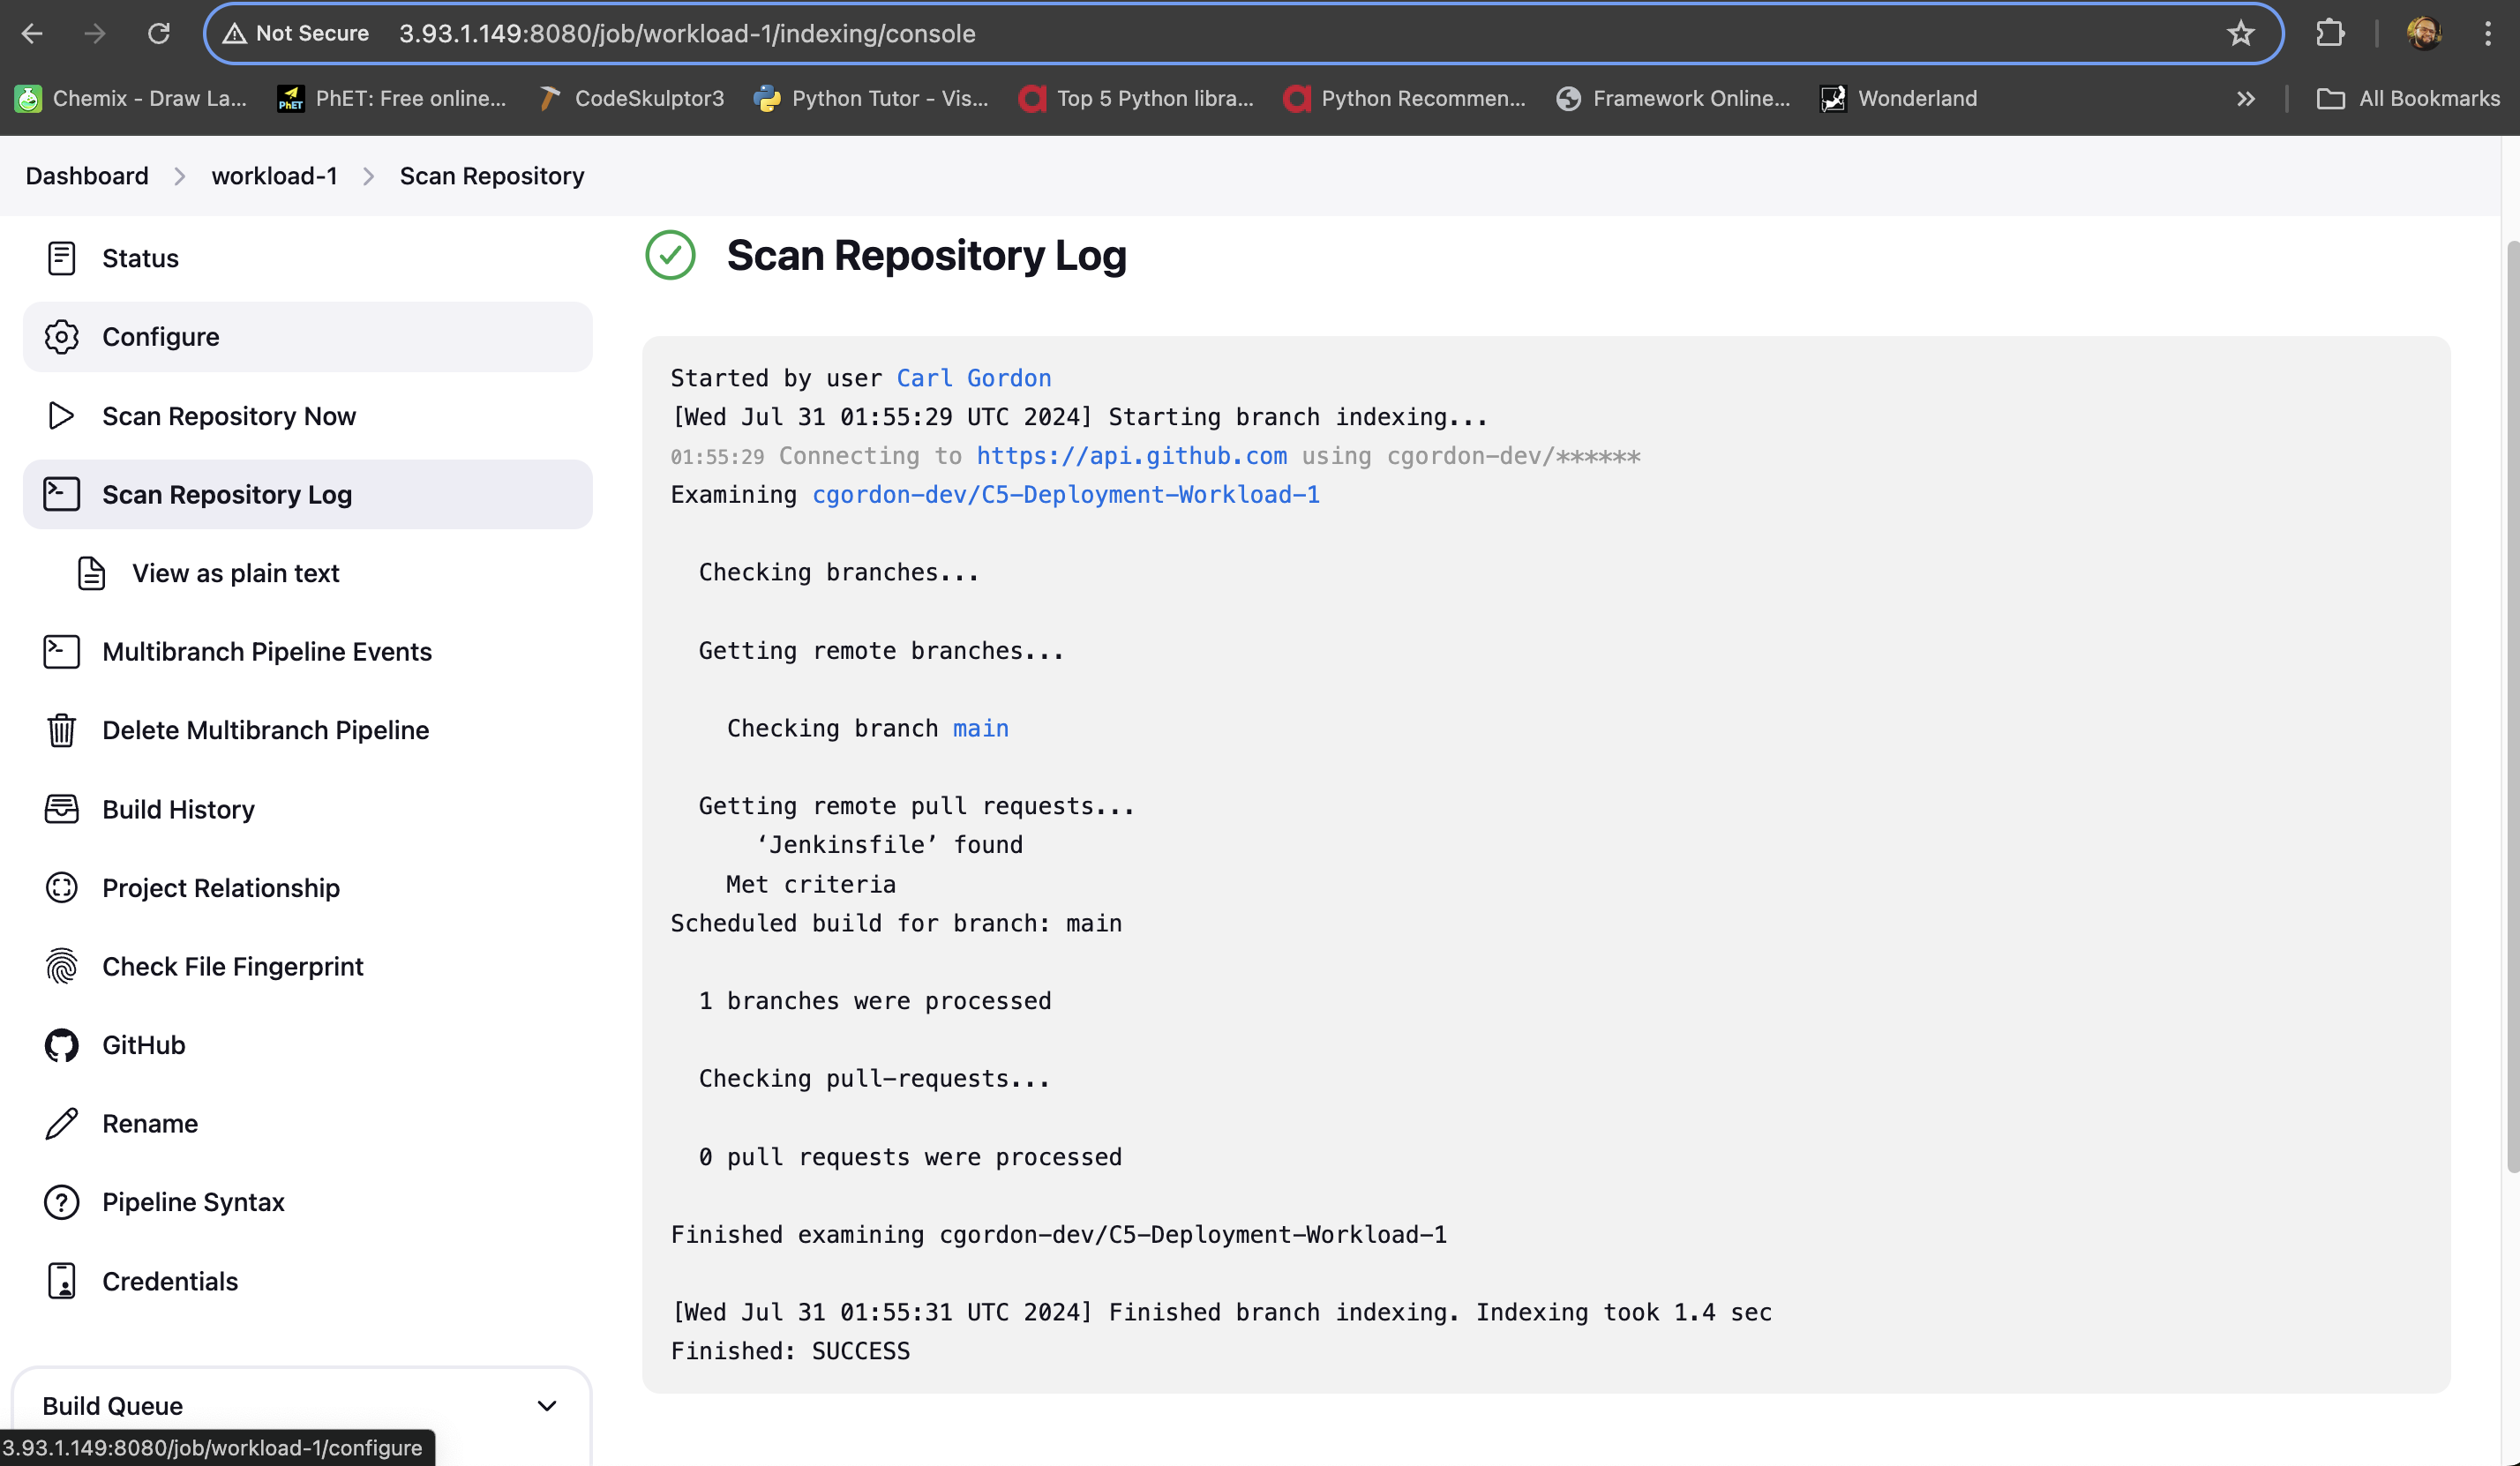 Not Secure 3.93.1.149:8080/job/workload-1/indexing/console
Chemix - Draw La... PhET PhET: Free online... CodeSkulptor3 Python Tutor - Vis... Top 5 Python libra... Python Recommen... Framework Online... Wonderland All Bookmarks
Dashboard workload-1 Scan Repository
Status
Configure
Scan Repository Now
Scan Repository Log
View as plain text
Multibranch Pipeline Events
Delete Multibranch Pipeline
Build History
Project Relationship
Check File Fingerprint
GitHub
Rename
Pipeline Syntax
Credentials
Build Queue
3.93.1.149:8080/job/workload-1/configure
Scan Repository Log
Started by user Carl Gordon
[Wed Jul 31 01:55:29 UTC 2024] Starting branch indexing...
01:55:29 Connecting to https://api.github.com using cgordon-dev/******
Examining cgordon-dev/C5-Deployment-Workload-1
Checking branches...
Getting remote branches...
Checking branch main
Getting remote pull requests...
‘Jenkinsfile’ found
Met criteria
Scheduled build for branch: main
1 branches were processed
Checking pull-requests...
0 pull requests were processed
Finished examining cgordon-dev/C5-Deployment-Workload-1
[Wed Jul 31 01:55:31 UTC 2024] Finished branch indexing. Indexing took 1.4 sec
Finished: SUCCESS